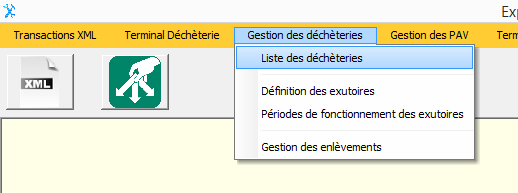 Exp
Transactions XML Terminal Déchèterie Gestion des déchèteries Gestion des PAV Term
XML
Liste des déchèteries
Définition des exutoires
Périodes de fonctionnement des exutoires
Gestion des enlèvements